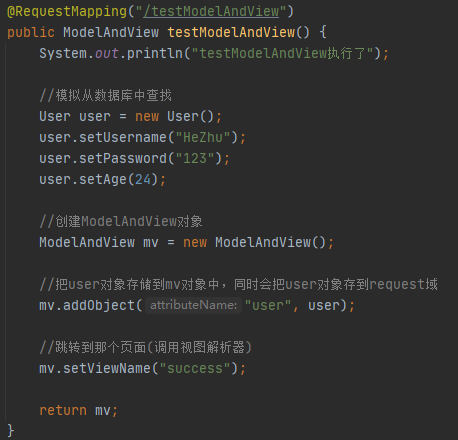 @RequestMapping("/testModelAndView")
public ModelAndView testModelAndView() {
System.out.println("testModelAndView执行了");
//模拟从数据库中查找
User user = new User();
user.setUsername("HeZhu");
user.setPassword("123");
user.setAge(24);
//创建ModelAndView对象
ModelAndView mv = new ModelAndView();
//把user对象存储到mv对象中，同时会把user对象存到request域
mv.addObject( attributeName: "user", user);
//跳转到那个页面(调用视图解析器)
mv.setViewName("success");
return mv;
}